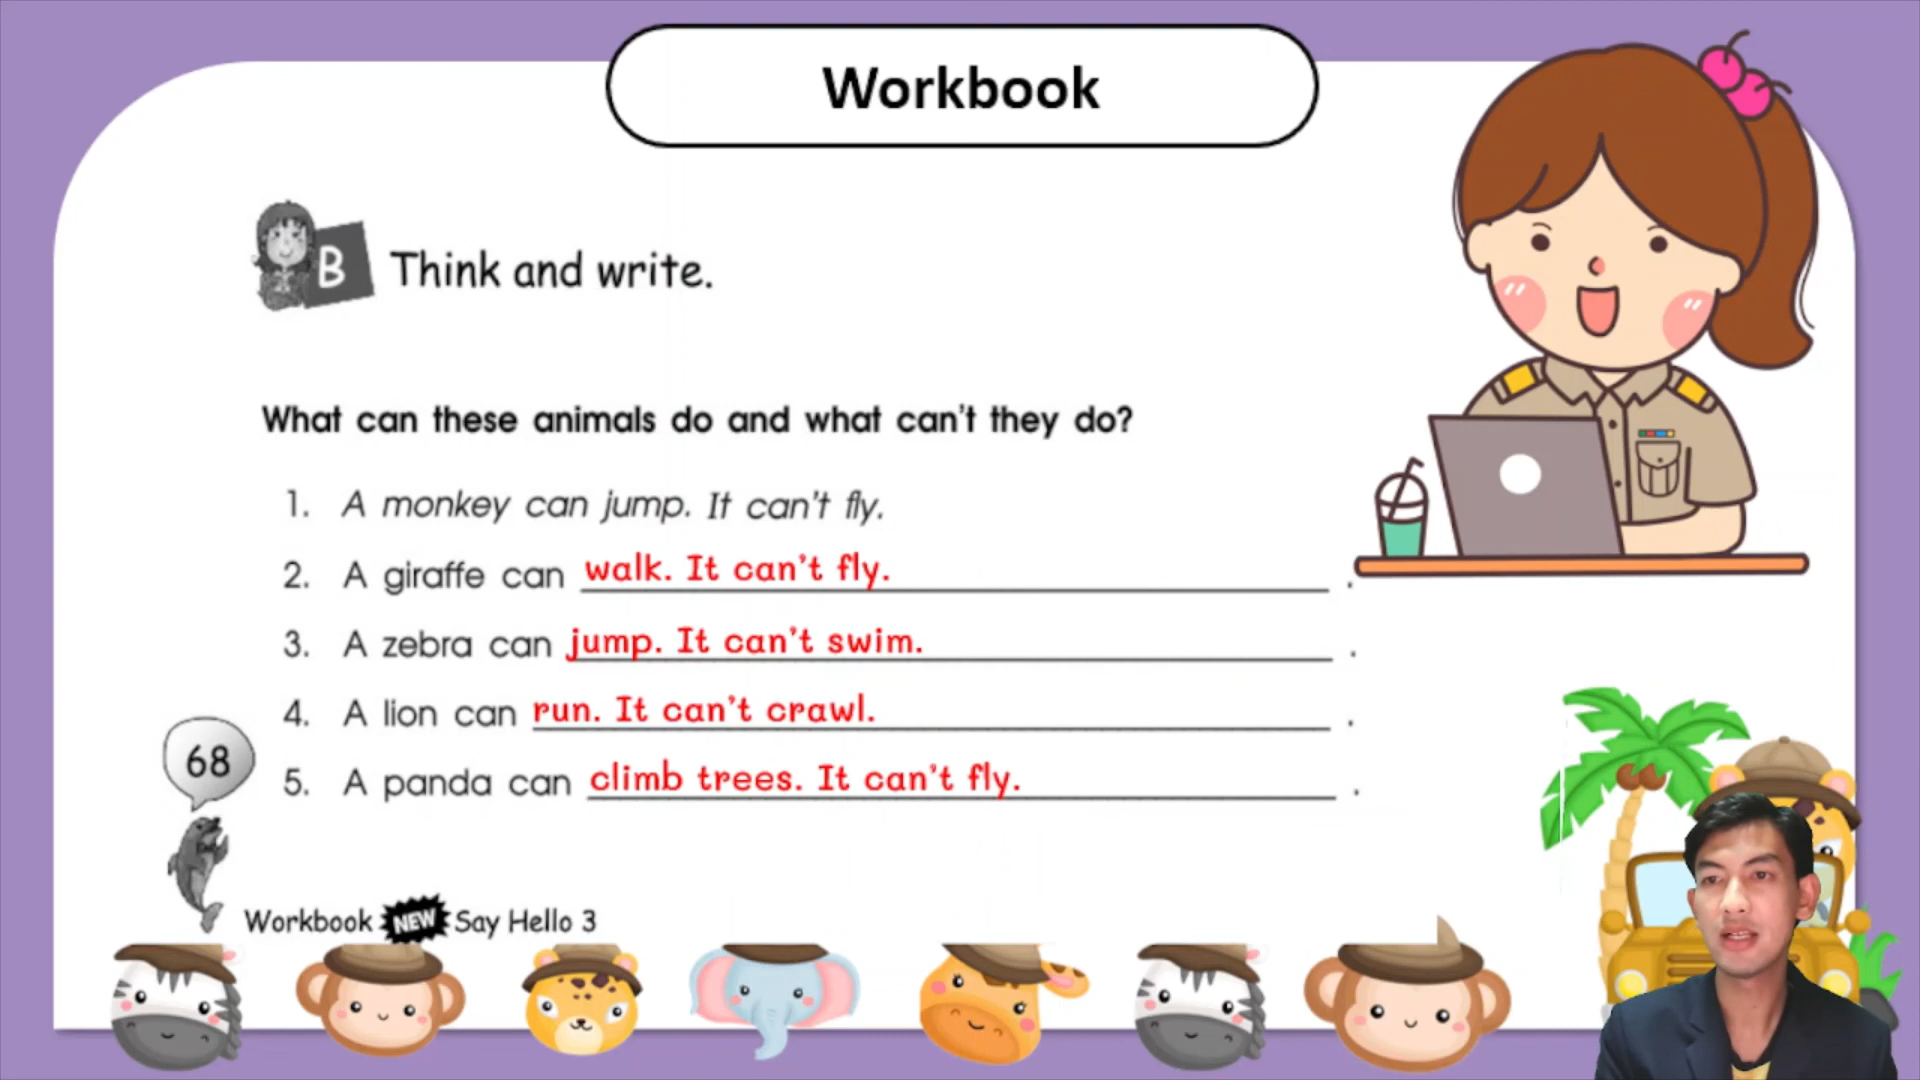 Workbook
B Think and write.
What can these animals do and what can't they do?
1. A monkey can jump. It can't fly.
2. A giraffe can walk. It can't fly. .
3. A zebra can jump. It can't swim. .
4. A lion can run. It can't crawl. .
5. A panda can climb trees. It can't fly. .
68
Workbook NEW Say Hello 3